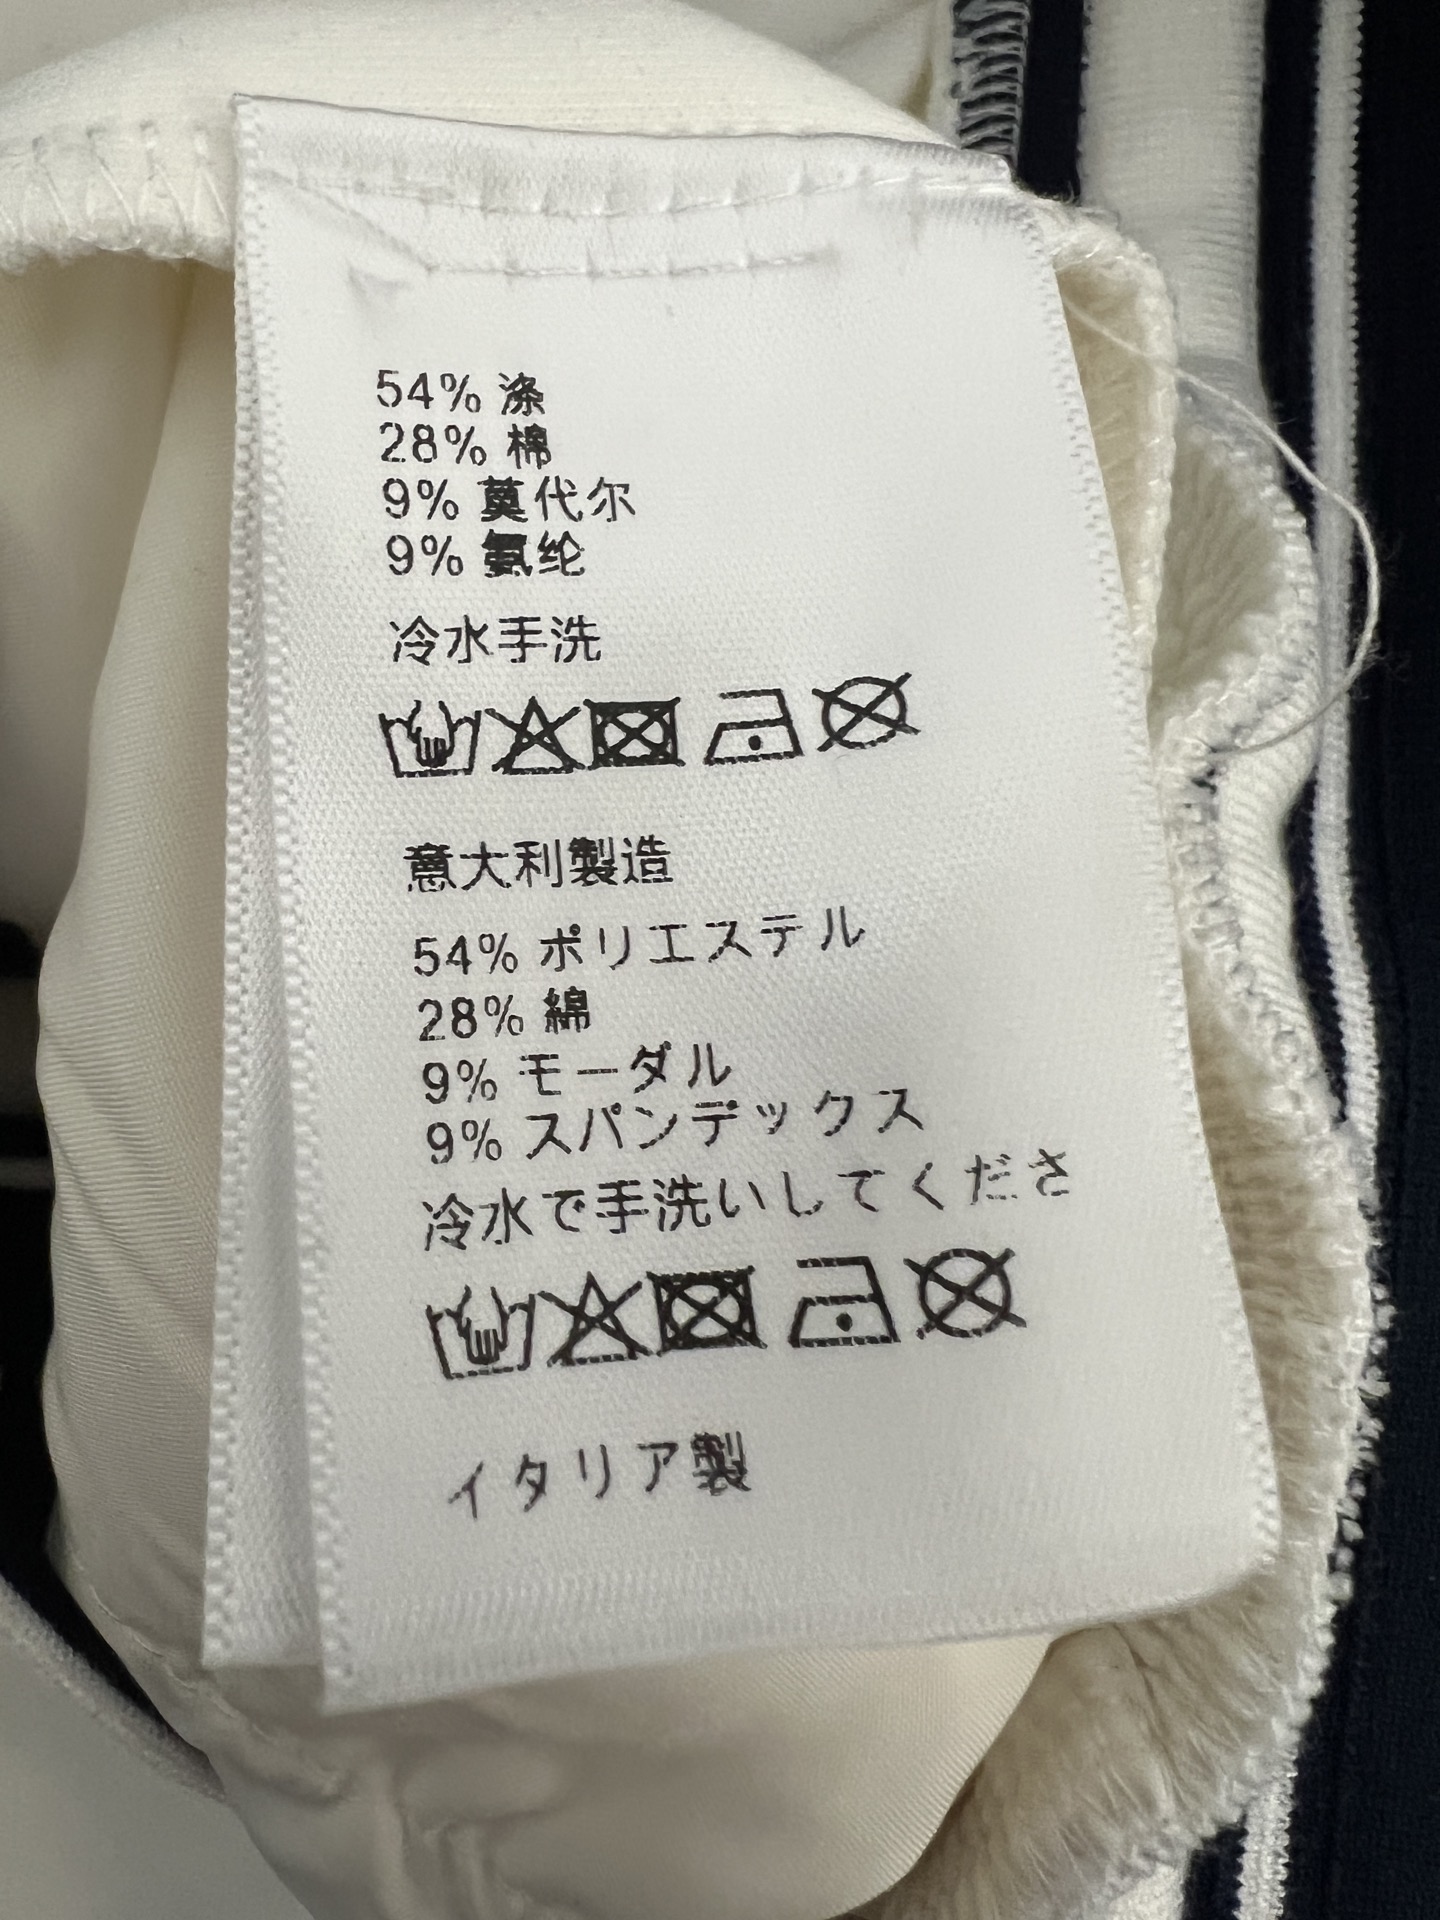 54% 涤
28% 棉
9% 莫代尔
9% 氨纶
冷水手洗
意大利製造
54% ポリエステル
28% 綿
9% モーダル
9% スパンデックス
冷水で手洗いしてくださ
イタリア製